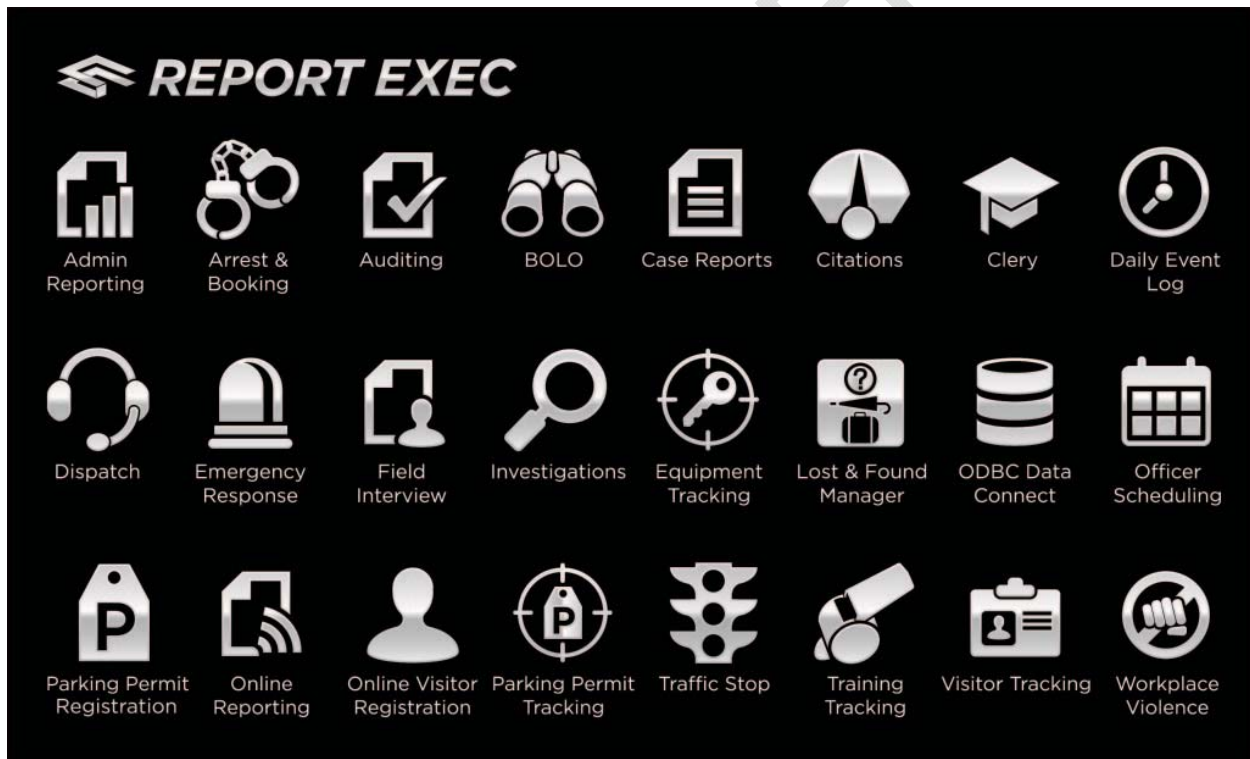 REPORT EXEC
Admin
Reporting
Arrest &
Booking
Auditing
BOLO
Case Reports
Citations
Clery
Daily Event
Log
Dispatch
Emergency
Response
Field
Interview
Investigations
Equipment
Tracking
?
Lost & Found
Manager
ODBC Data
Connect
Officer
Scheduling
P
Parking Permit
Registration
Online
Reporting
Online Visitor
Registration
P
Parking Permit
Tracking
Traffic Stop
Training
Tracking
Visitor Tracking
Workplace
Violence